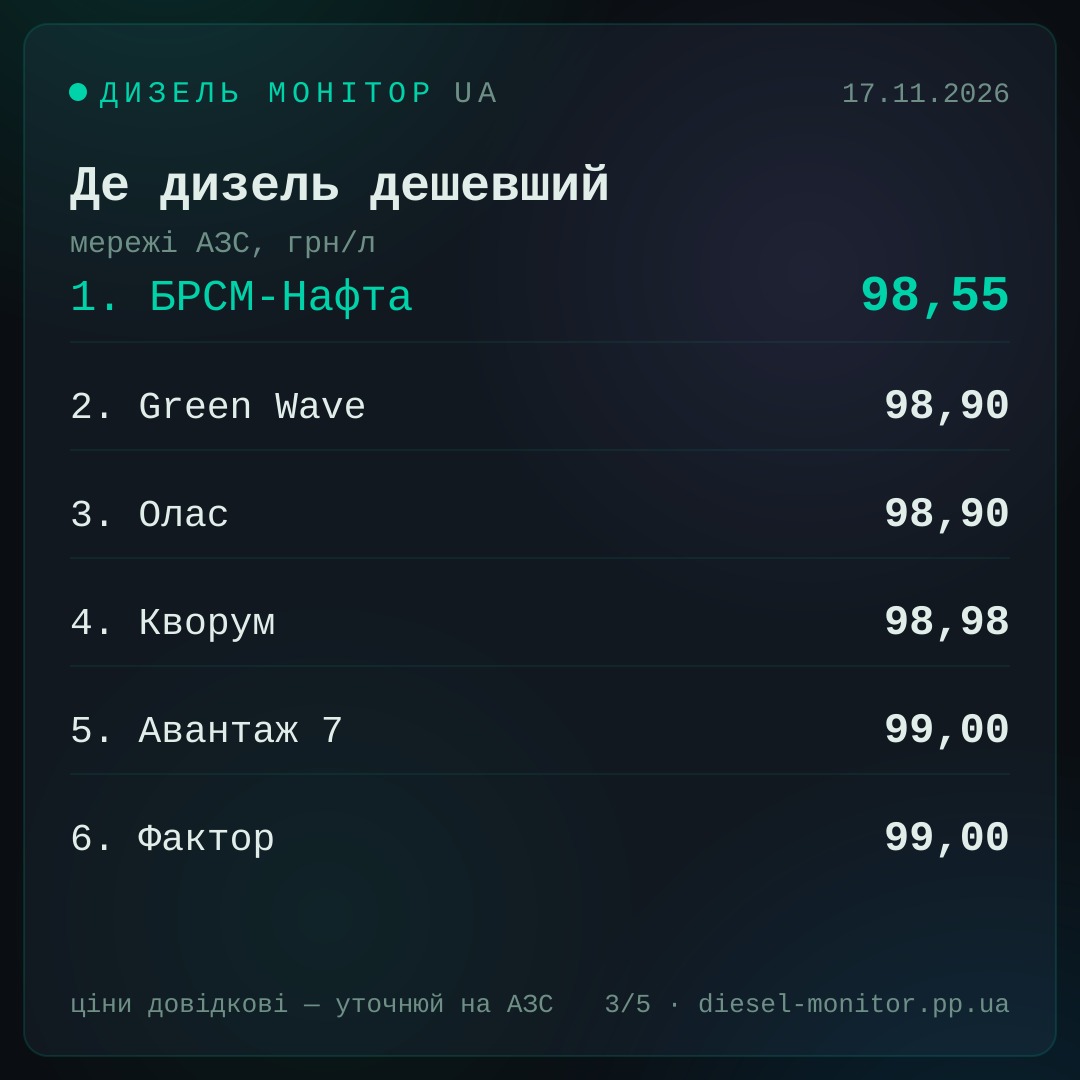 ДИЗЕЛЬ МОНІТОР UA 17.11.2026
Де дизель дешевший
мережі АЗС, грн/л
1. БРСМ-Нафта 98,55
2. Green Wave 98,90
3. Олас 98,90
4. Кворум 98,98
5. Авантаж 7 99,00
6. Фактор 99,00
ціни довідкові — уточнюй на АЗС 3/5 · diesel-monitor.pp.ua